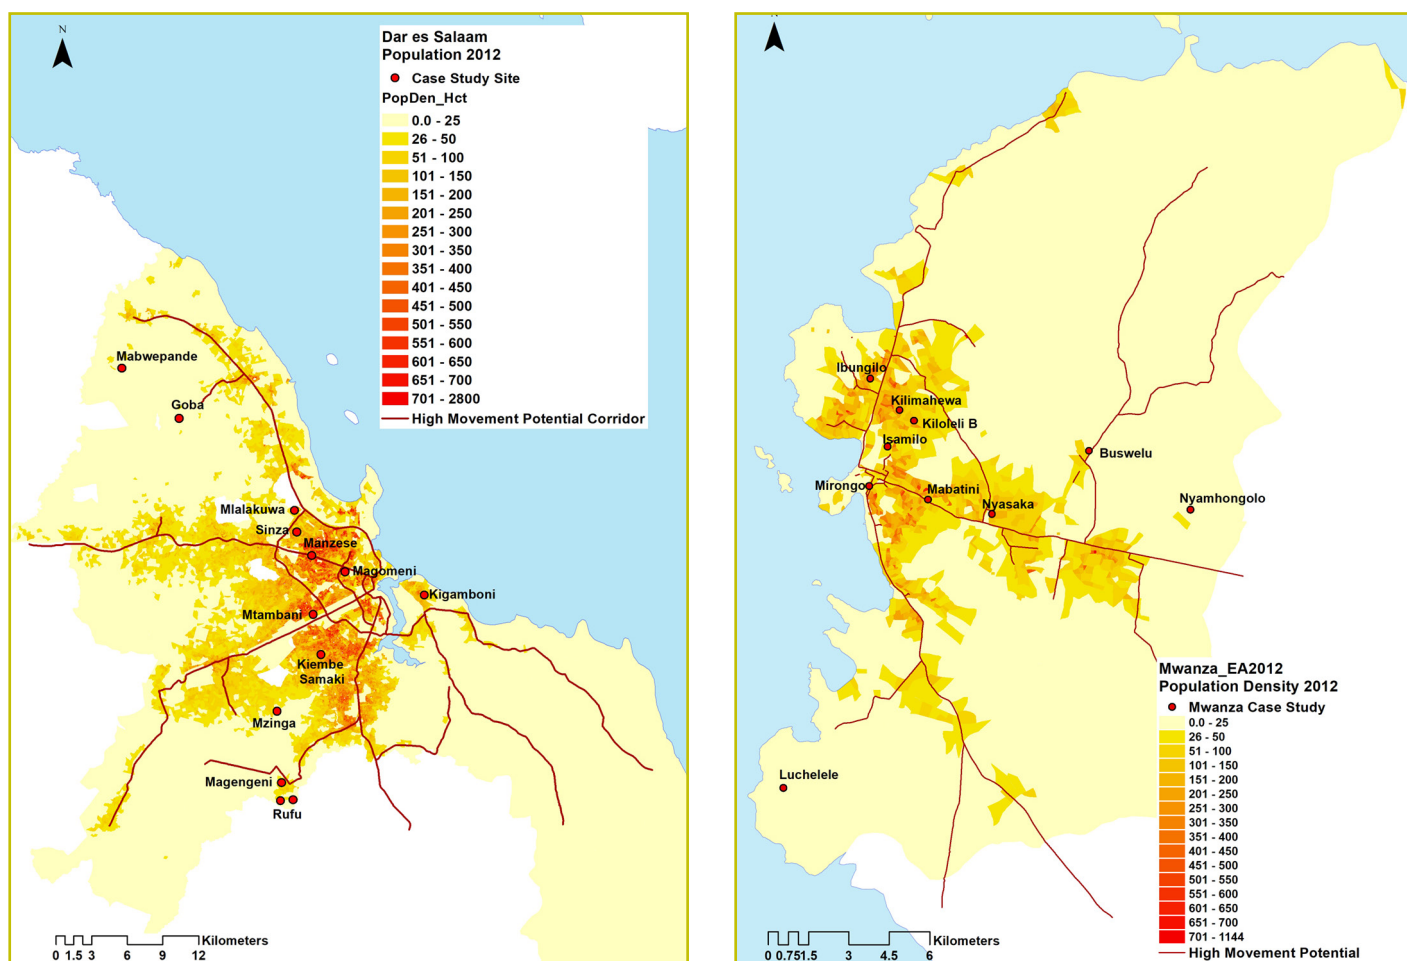 N
Dar es Salaam
Population 2012
Case Study Site
PopDen_Hct
0.0 - 25
26 - 50
51 - 100
101 - 150
151 - 200
201 - 250
251 - 300
301 - 350
351 - 400
401 - 450
451 - 500
501 - 550
551 - 600
601 - 650
651 - 700
701 - 2800
High Movement Potential Corridor
Mabwepande
Goba
Mlalakuwa
Sinza
Manzese
Magomeni
Kigamboni
Mtambani
Kiembe
Samaki
Mzinga
Magengeni
Rufu
Kilometers
0 1.5 3 6 9 12
N
Ibungilo
Kilimahewa
Kiloleli B
Isamilo
Buswelu
Mirongo
Mabatini
Nyasaka
Nyamhongolo
Luchelele
Mwanza_EA2012
Population Density 2012
Mwanza Case Study
0.0 - 25
26 - 50
51 - 100
101 - 150
151 - 200
201 - 250
251 - 300
301 - 350
351 - 400
401 - 450
451 - 500
501 - 550
551 - 600
601 - 650
651 - 700
701 - 1144
High Movement Potential
Kilometers
0 0.751.5 3 4.5 6